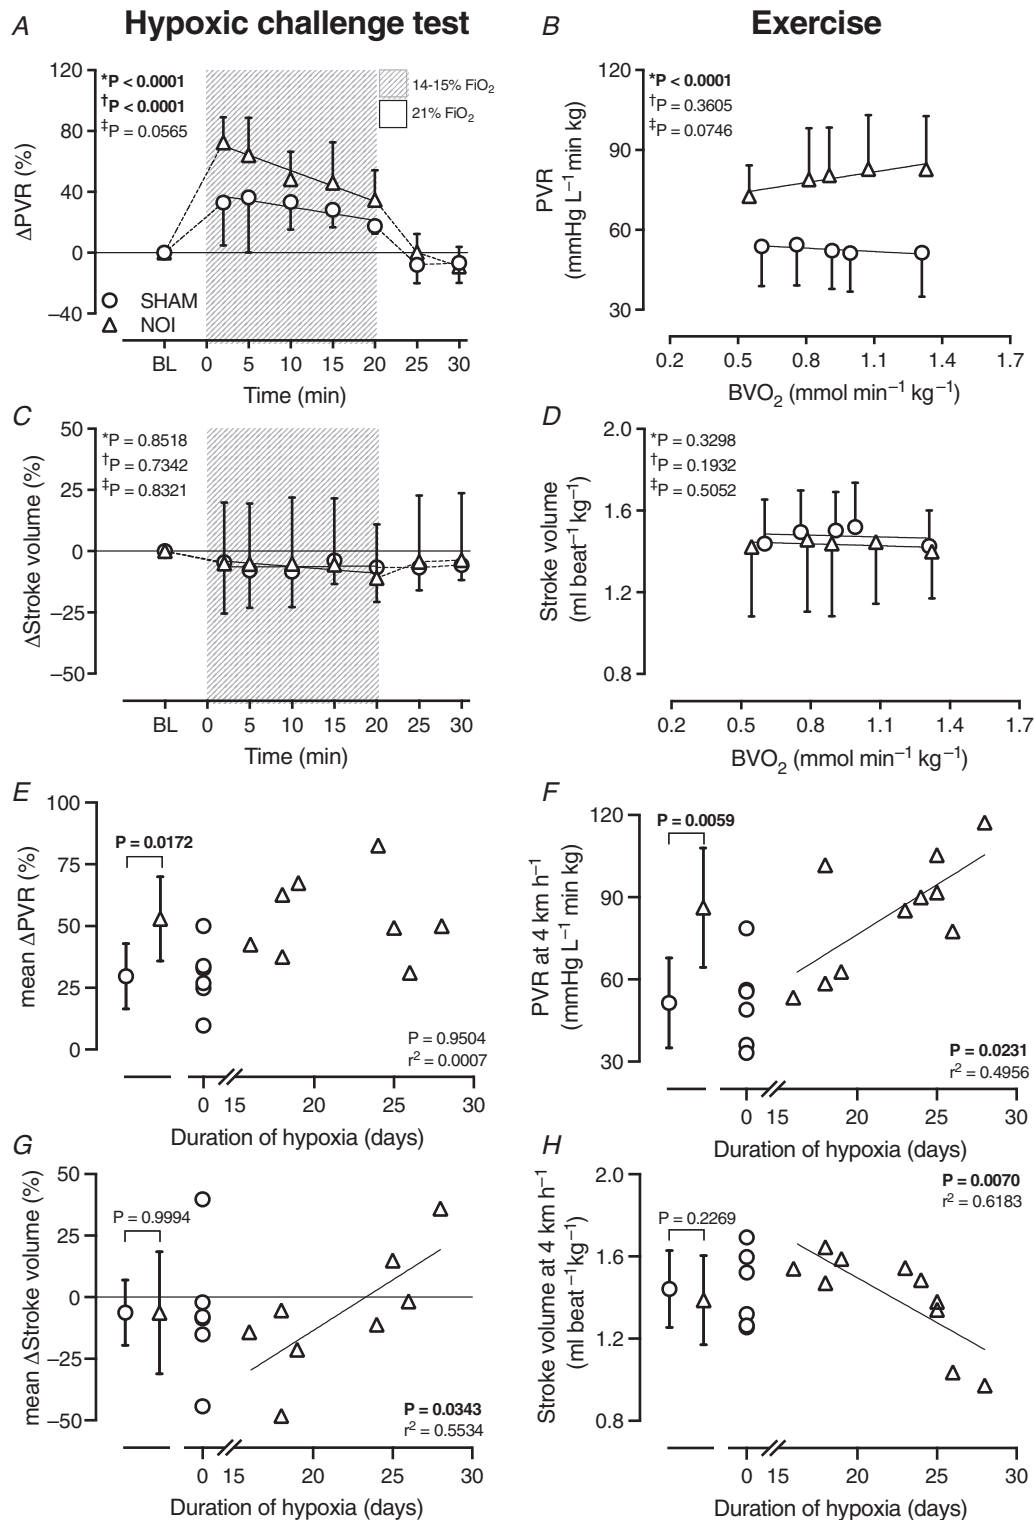 Hypoxic challenge test
Exercise
A
120
80
40
0
–40
ΔPVR (%)
*P < 0.0001
†P < 0.0001
‡P = 0.0565
14-15% FiO2
21% FiO2
SHAM
NOI
BL 0 5 10 15 20 25 30
Time (min)
B
120
90
60
30
PVR
(mmHg L–1 min kg)
*P < 0.0001
†P = 0.3605
‡P = 0.0746
0.2 0.5 0.8 1.1 1.4 1.7
BVO2 (mmol min–1 kg–1)
C
50
25
0
–25
–50
ΔStroke volume (%)
*P = 0.8518
†P = 0.7342
‡P = 0.8321
BL 0 5 10 15 20 25 30
Time (min)
D
2.0
1.6
1.2
0.8
Stroke volume
(ml beat–1 kg–1)
*P = 0.3298
†P = 0.1932
‡P = 0.5052
0.2 0.5 0.8 1.1 1.4 1.7
BVO2 (mmol min–1 kg–1)
E
100
75
50
25
0
mean ΔPVR (%)
P = 0.0172
P = 0.9504
r2 = 0.0007
0 15 20 25 30
Duration of hypoxia (days)
F
120
90
60
30
PVR at 4 km h–1
(mmHg L–1 min kg)
P = 0.0059
P = 0.0231
r2 = 0.4956
0 15 20 25 30
Duration of hypoxia (days)
G
50
25
0
–25
–50
mean ΔStroke volume (%)
P = 0.9994
P = 0.0343
r2 = 0.5534
0 15 20 25 30
Duration of hypoxia (days)
H
2.0
1.6
1.2
0.8
Stroke volume at 4 km h–1
(ml beat –1kg–1)
P = 0.2269
P = 0.0070
r2 = 0.6183
0 15 20 25 30
Duration of hypoxia (days)